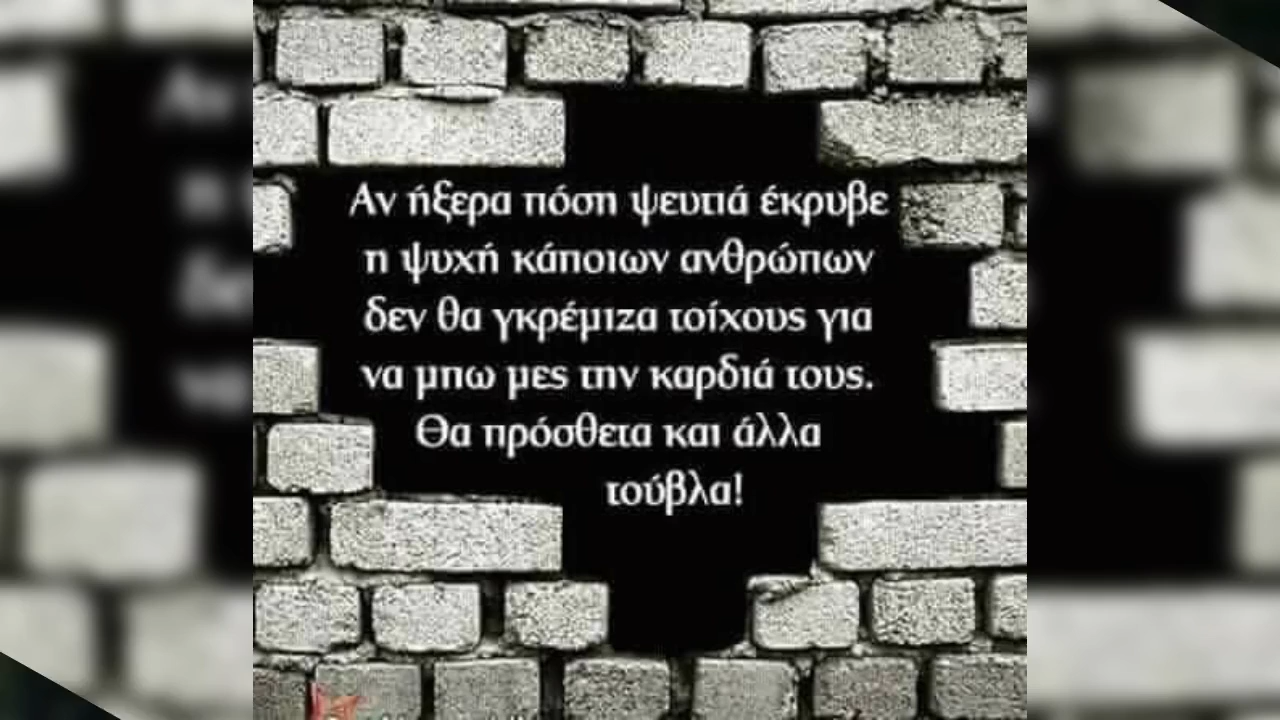 Αν ήξερα πόση ψευτιά έκρυβε
η ψυχή κάποιων ανθρώπων
δεν θα γκρέμιζα τοίχους για
να μπω μες την καρδιά τους.
Θα πρόσθετα και άλλα
τούβλα!